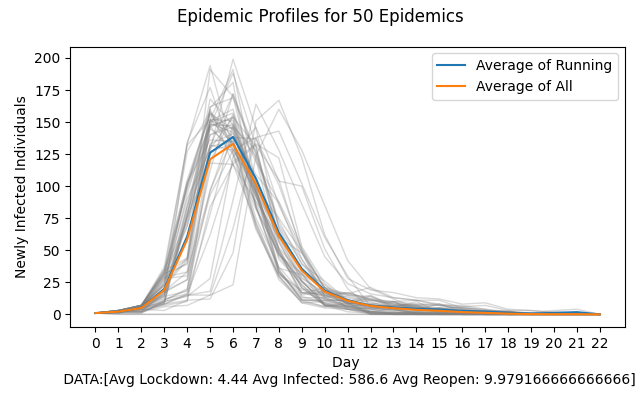 Epidemic Profiles for 50 Epidemics
Average of Running
Average of All
Newly Infected Individuals
200
175
150
125
100
75
50
25
0
0 1 2 3 4 5 6 7 8 9 10 11 12 13 14 15 16 17 18 19 20 21 22
Day
DATA:[Avg Lockdown: 4.44 Avg Infected: 586.6 Avg Reopen: 9.979166666666666]